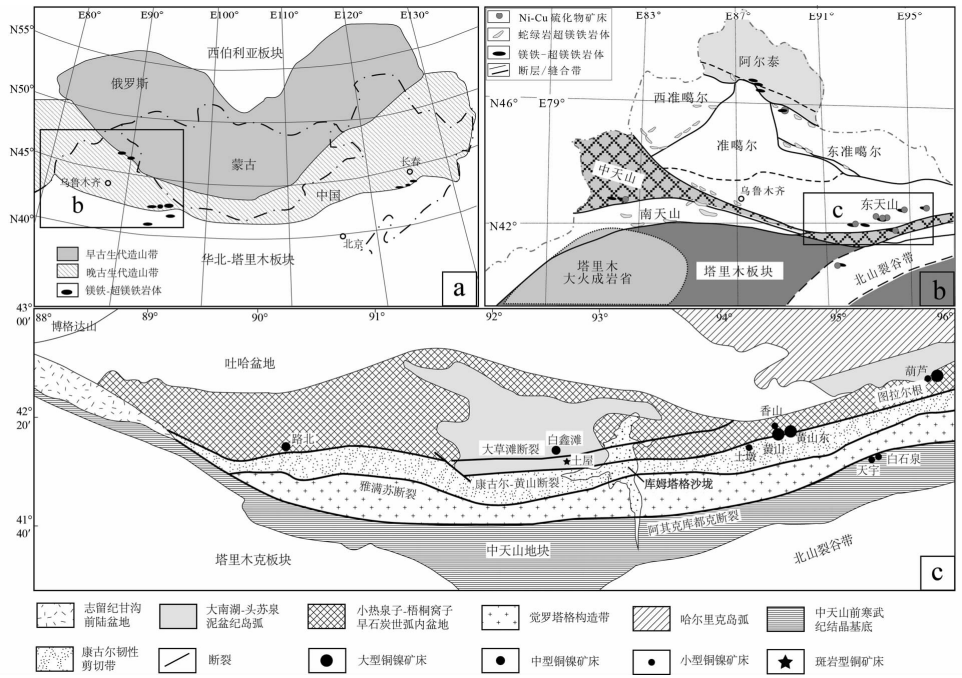 E80°
E90°
E100°
E110°
E120°
E130°
N55°
N50°
N45°
N40°
西伯利亚板块
俄罗斯
蒙古
长春
乌鲁木齐
中国
北京
b
华北-塔里木板块
早古生代造山带
晚古生代造山带
镁铁-超镁铁岩体
a
E83°
E87°
E91°
E95°
Ni-Cu 硫化物矿床
蛇绿岩超镁铁岩体
镁铁-超镁铁岩体
断层/缝合带
阿尔泰
N46°
E79°
西准噶尔
准噶尔
东准噶尔
中天山
乌鲁木齐
c
东天山
N42°
南天山
塔里木
大火成岩省
塔里木板块
北山裂谷带
b
43°
00′
88°
89°
90°
91°
92°
93°
94°
95°
96°
博格达山
吐哈盆地
葫芦
图拉尔根
42°
20′
香山
路北
白鑫滩
大草滩断裂
土屋
黄山东
黄山
土墩
白石泉
天宇
康古尔-黄山断裂
库姆塔格沙垅
雅满苏断裂
41°
40′
阿其克库都克断裂
中天山地块
塔里木克板块
北山裂谷带
c
志留纪甘沟
前陆盆地
大南湖-头苏泉
泥盆纪岛弧
小热泉子-梧桐窝子
早石炭世弧内盆地
觉罗塔格构造带
哈尔里克岛弧
中天山前寒武
纪结晶基底
康古尔韧性
剪切带
断裂
大型铜镍矿床
中型铜镍矿床
小型铜镍矿床
斑岩型铜矿床